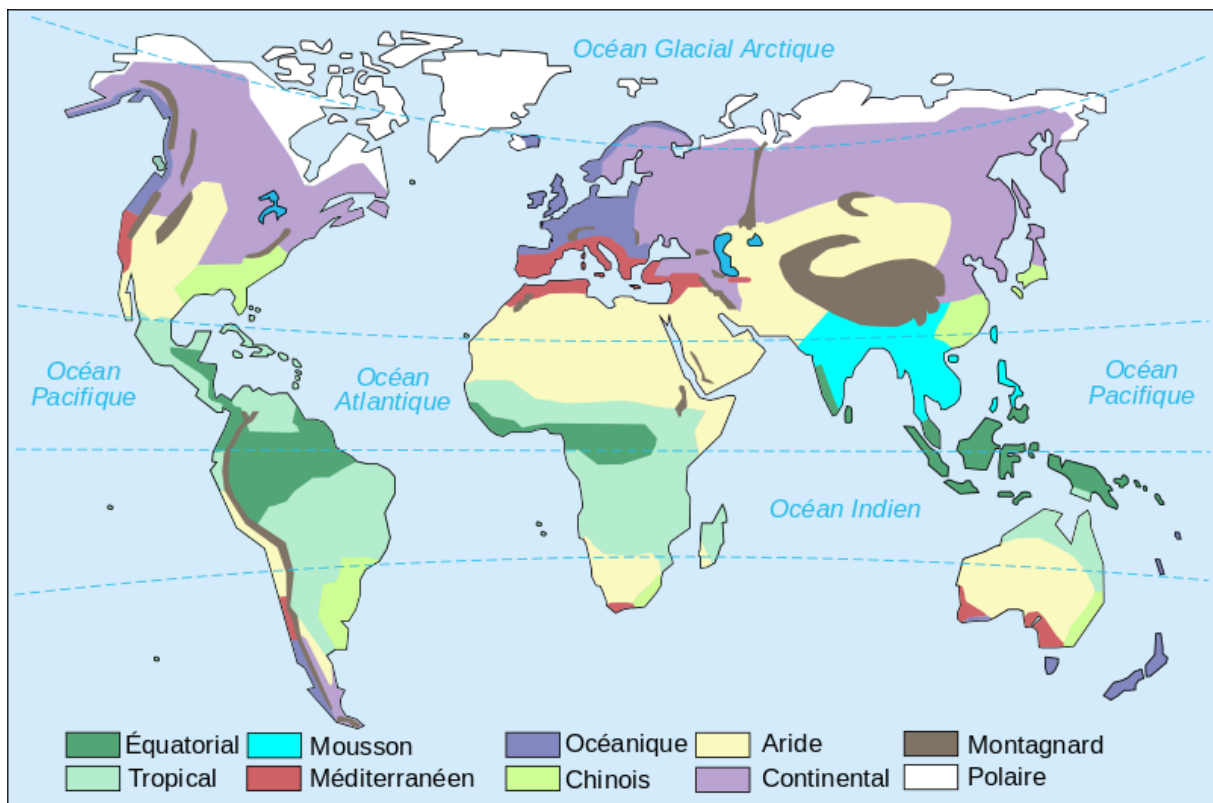 Océan Glacial Arctique
Océan
Pacifique
Océan
Atlantique
Océan
Pacifique
Océan Indien
Équatorial
Mousson
Océanique
Aride
Montagnard
Tropical
Méditerranéen
Chinois
Continental
Polaire